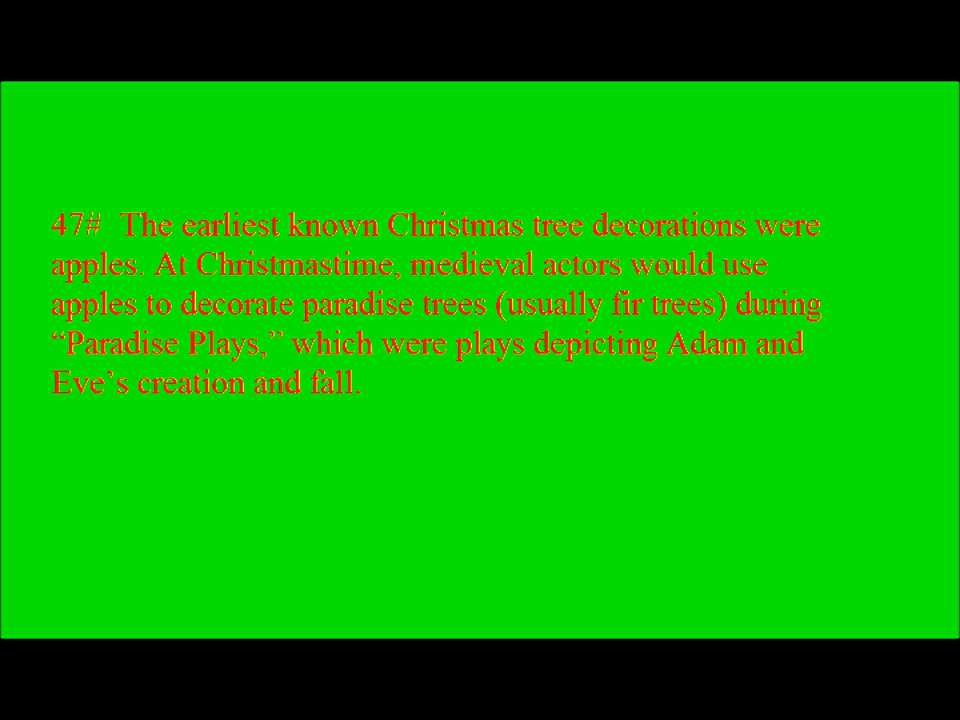 47#  The earliest known Christmas tree decorations were
apples. At Christmastime, medieval actors would use
apples to decorate paradise trees (usually fir trees) during
“Paradise Plays,” which were plays depicting Adam and
Eve’s creation and fall.